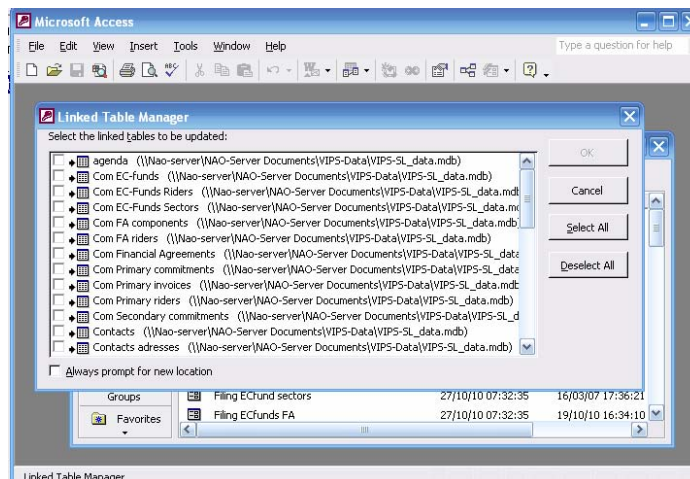 Microsoft Access
File Edit View Insert Tools Window Help
Type a question for help
Linked Table Manager
Select the linked tables to be updated:
agenda (\\Nao-server\NAO-Server Documents\VIPS-Data\VIPS-SL_data.mdb)
Com EC-funds (\\Nao-server\NAO-Server Documents\VIPS-Data\VIPS-SL_data.mdb)
Com EC-Funds Riders (\\Nao-server\NAO-Server Documents\VIPS-Data\VIPS-SL_data.mdb
Com EC-Funds Sectors (\\Nao-server\NAO-Server Documents\VIPS-Data\VIPS-SL_data.m
Com FA components (\\Nao-server\NAO-Server Documents\VIPS-Data\VIPS-SL_data.mdb)
Com FA riders (\\Nao-server\NAO-Server Documents\VIPS-Data\VIPS-SL_data.mdb)
Com Financial Agreements (\\Nao-server\NAO-Server Documents\VIPS-Data\VIPS-SL_data
Com Primary commitments (\\Nao-server\NAO-Server Documents\VIPS-Data\VIPS-SL_data
Com Primary invoices (\\Nao-server\NAO-Server Documents\VIPS-Data\VIPS-SL_data.mdb
Com Primary riders (\\Nao-server\NAO-Server Documents\VIPS-Data\VIPS-SL_data.mdb)
Com Secondary commitments (\\Nao-server\NAO-Server Documents\VIPS-Data\VIPS-SL_d
Contacts (\\Nao-server\NAO-Server Documents\VIPS-Data\VIPS-SL_data.mdb)
Contacts adresses (\\Nao-server\NAO-Server Documents\VIPS-Data\VIPS-SL_data.mdb)
OK
Cancel
Select All
Deselect All
Always prompt for new location
Groups Filing ECfund sectors 27/10/10 07:32:35 16/03/07 17:36:21
Favorites Filing ECfunds FA 27/10/10 07:32:35 19/10/10 16:34:10
Linked Table Manager